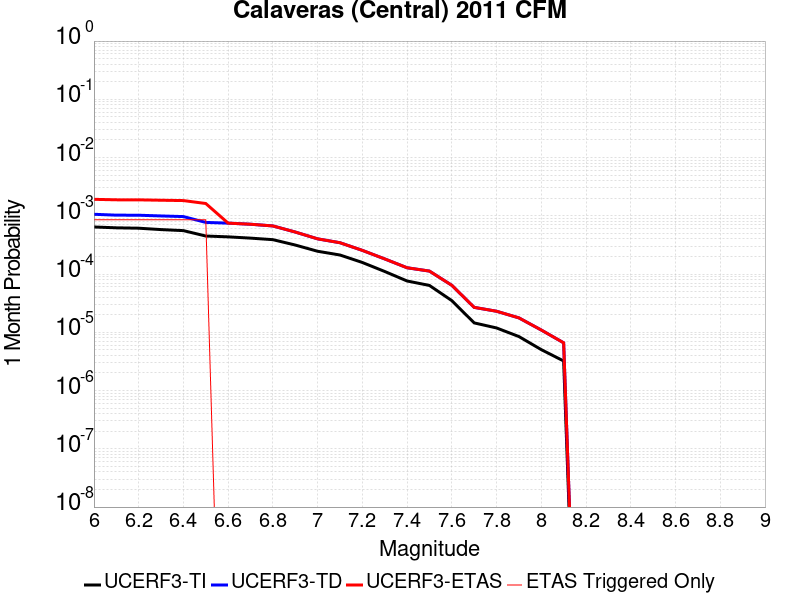 Calaveras (Central) 2011 CFM
10^0
10^-1
10^-2
10^-3
10^-4
10^-5
10^-6
10^-7
10^-8
1 Month Probability
6 6.2 6.4 6.6 6.8 7 7.2 7.4 7.6 7.8 8 8.2 8.4 8.6 8.8 9
Magnitude
UCERF3-TI UCERF3-TD UCERF3-ETAS ETAS Triggered Only